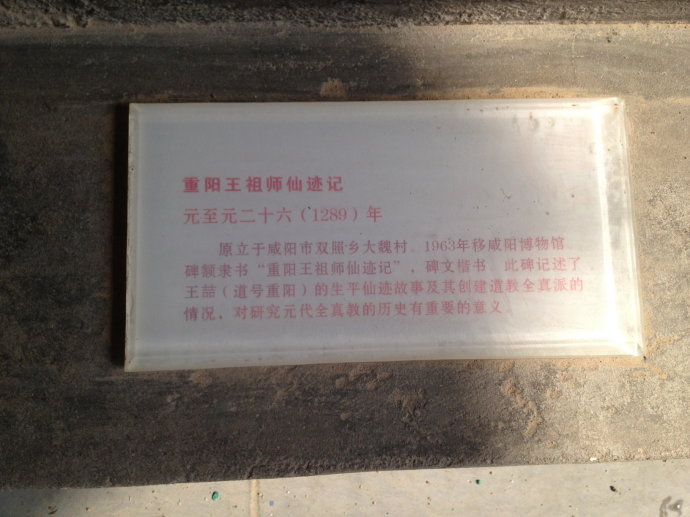 重阳王祖师仙迹记
元至元二十六（1289）年
原立于咸阳市双照乡大魏村。1963年移咸阳博物馆。
碑额隶书“重阳王祖师仙迹记”，碑文楷书。此碑记述了
王喆（道号重阳）的生平仙迹故事及其创建道教全真派的
情况，对研究元代全真教的历史有重要的意义。